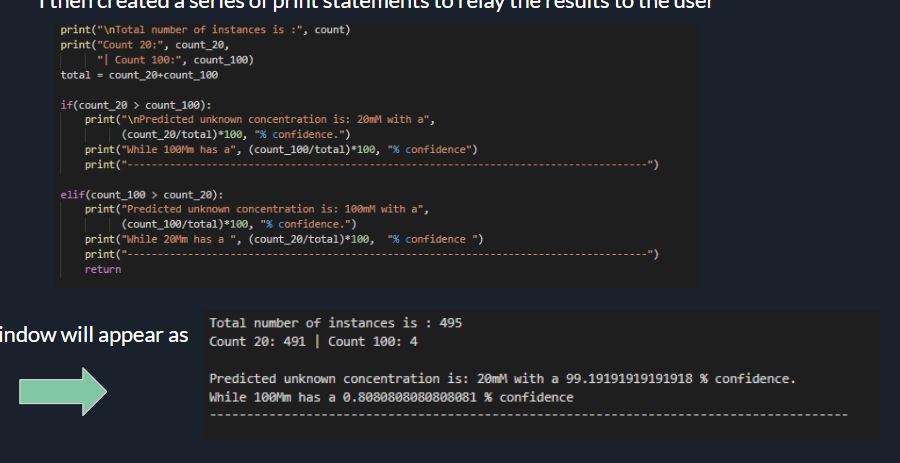 I then created a series of print statements to relay the results to the user
print("\nTotal number of instances is :", count)
print("Count 20:", count_20,
"| Count 100:", count_100)
total = count_20+count_100
if(count_20 > count_100):
print("\nPredicted unknown concentration is: 20mM with a",
(count_20/total)*100, "% confidence.")
print("While 100Mm has a", (count_100/total)*100, "% confidence")
print("--------------------------------------------------------------------------------------")
elif(count_100 > count_20):
print("Predicted unknown concentration is: 100mM with a",
(count_100/total)*100, "% confidence.")
print("While 20Mm has a ", (count_20/total)*100,  "% confidence ")
print("--------------------------------------------------------------------------------------")
return
indow will appear as
Total number of instances is : 495
Count 20: 491 | Count 100: 4
Predicted unknown concentration is: 20mM with a 99.19191919191918 % confidence.
While 100Mm has a 0.8080808080808081 % confidence
--------------------------------------------------------------------------------------